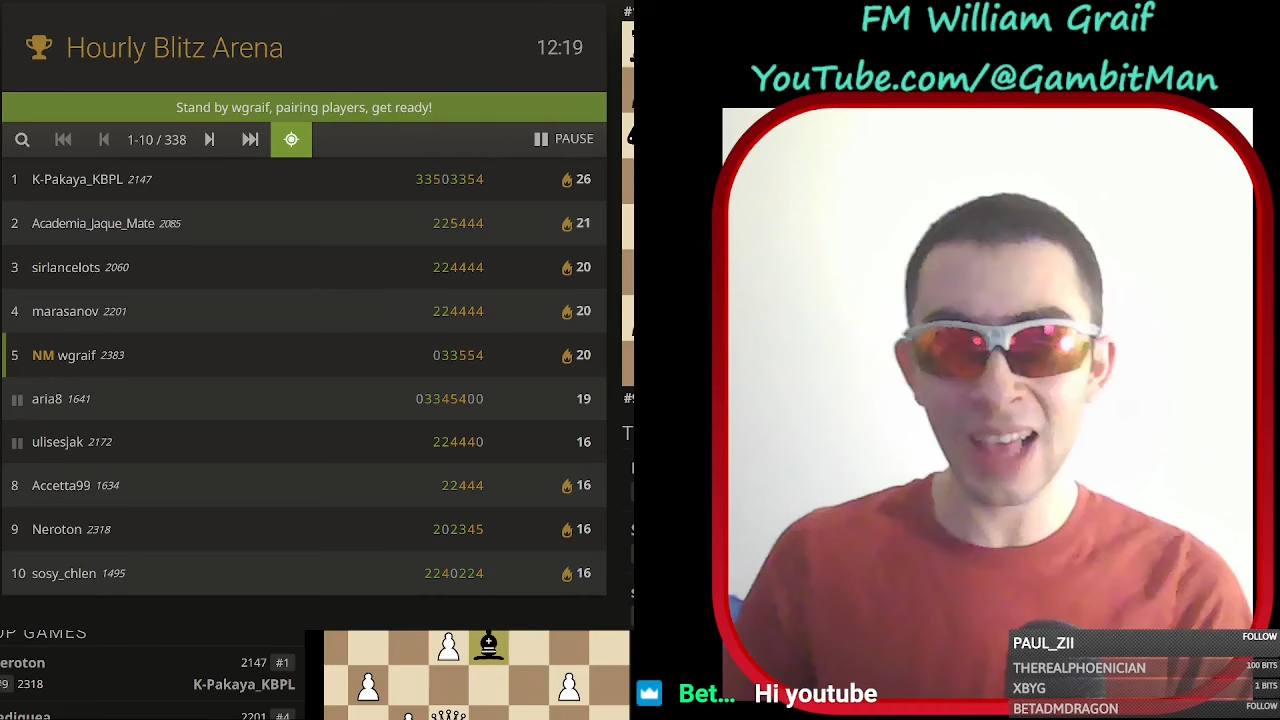 Hourly Blitz Arena
12:19
Stand by wgraif, pairing players, get ready!
1-10 / 338
PAUSE
1 K-Pakaya_KBPL 2147 33503354 26
2 Academia_Jaque_Mate 2085 225444 21
3 sirlancelots 2060 224444 20
4 marasanov 2201 224444 20
5 NM wgraif 2383 033554 20
aria8 1641 03345400 19
ulisesjak 2172 224440 16
8 Accetta99 1634 22444 16
9 Neroton 2318 202345 16
10 sosy_chlen 1495 2240224 16
OP GAMES
eroton 2147 #1
2318 K-Pakaya_KBPL
2201 #4
FM William Graif
YouTube.com/@GambitMan
PAUL_ZII FOLLOW
THEREALPHOENICIAN 100 BITS
XBYG 1 BITS
BETADMDRAGON FOLLOW
Bet... Hi youtube